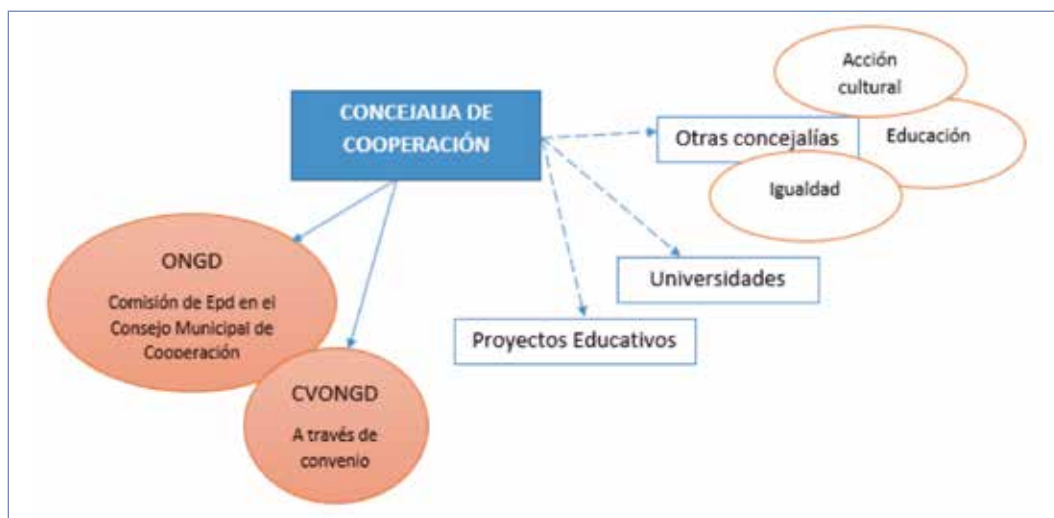 CONCEJALIA DE
COOPERACIÓN
Acción
cultural
Otras concejalías
Educación
Igualdad
Universidades
Proyectos Educativos
ONGD
Comisión de Epd en el
Consejo Municipal de
Cooperación
CVONGD
A través de
convenio